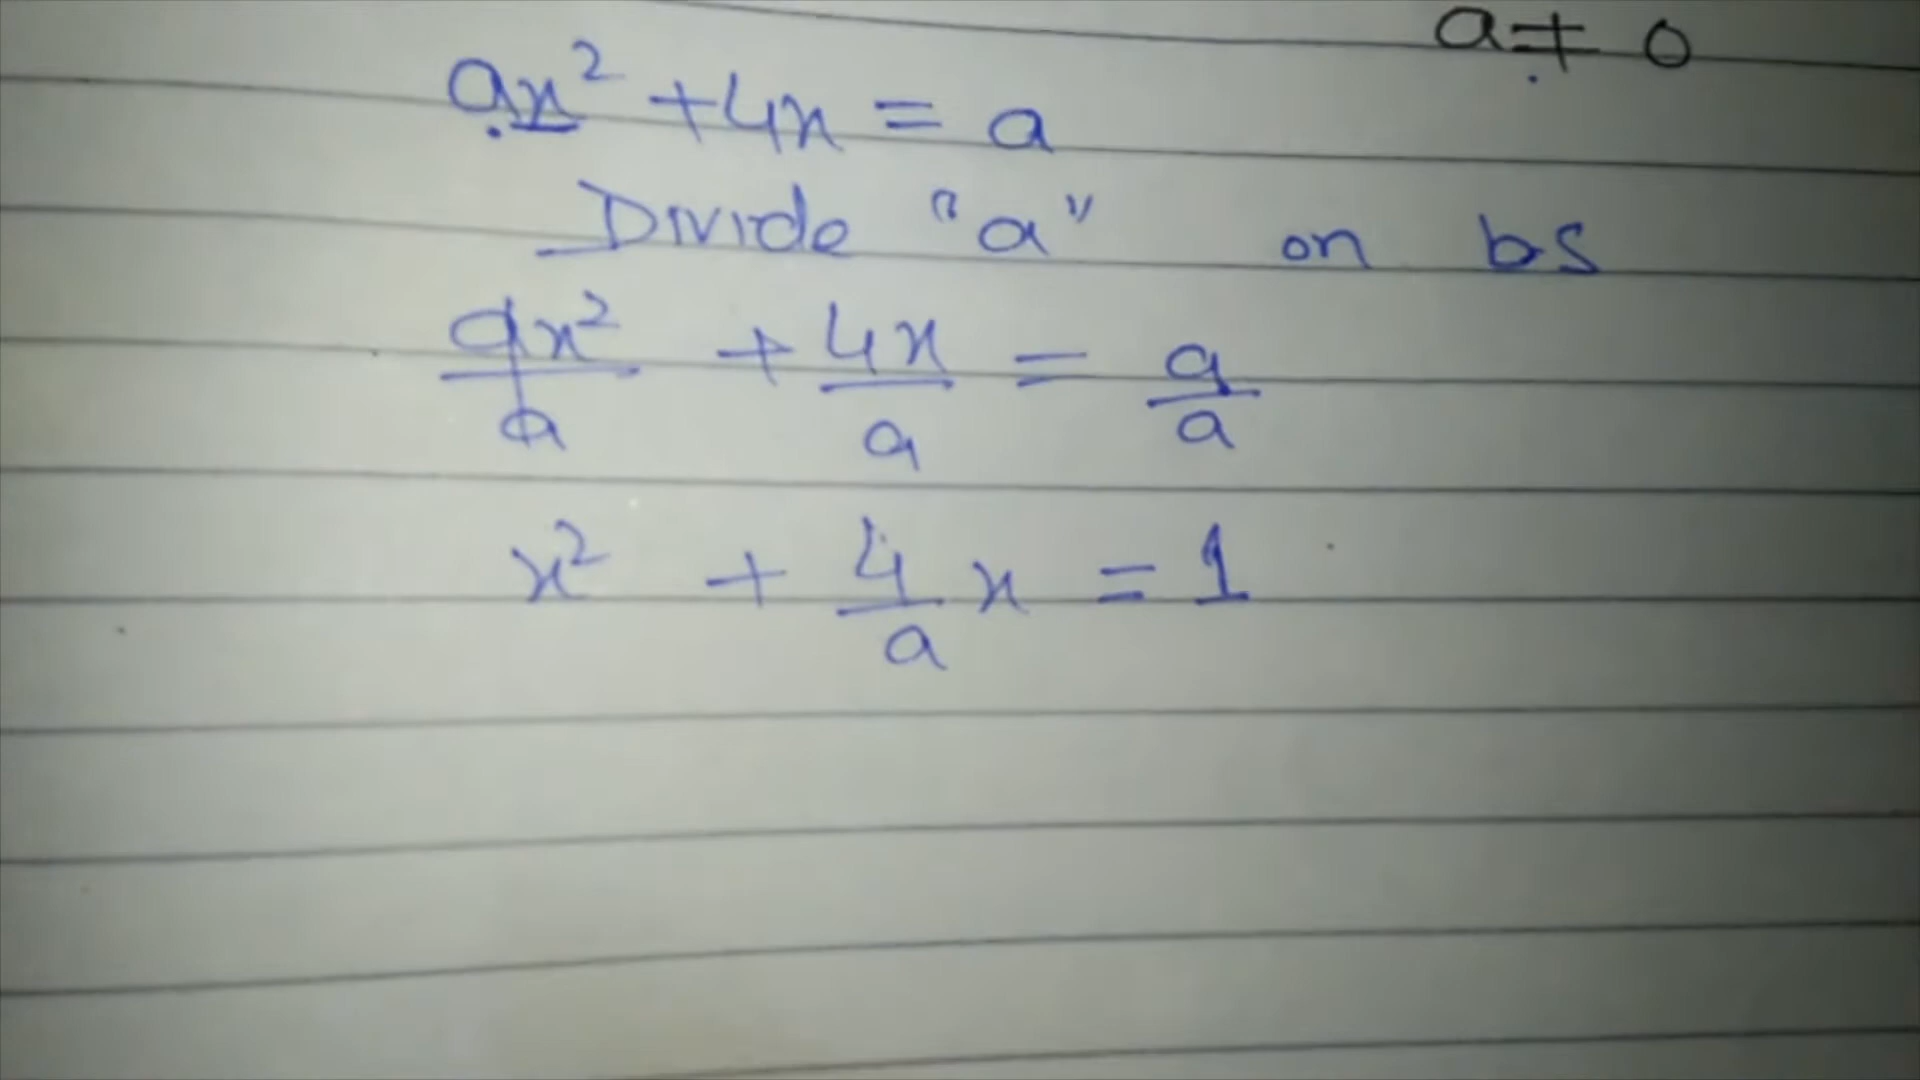 a ≠ 0
ax² + 4x = a
Divide "a" on bs
ax²/a + 4x/a = a/a
x² + 4/a x = 1